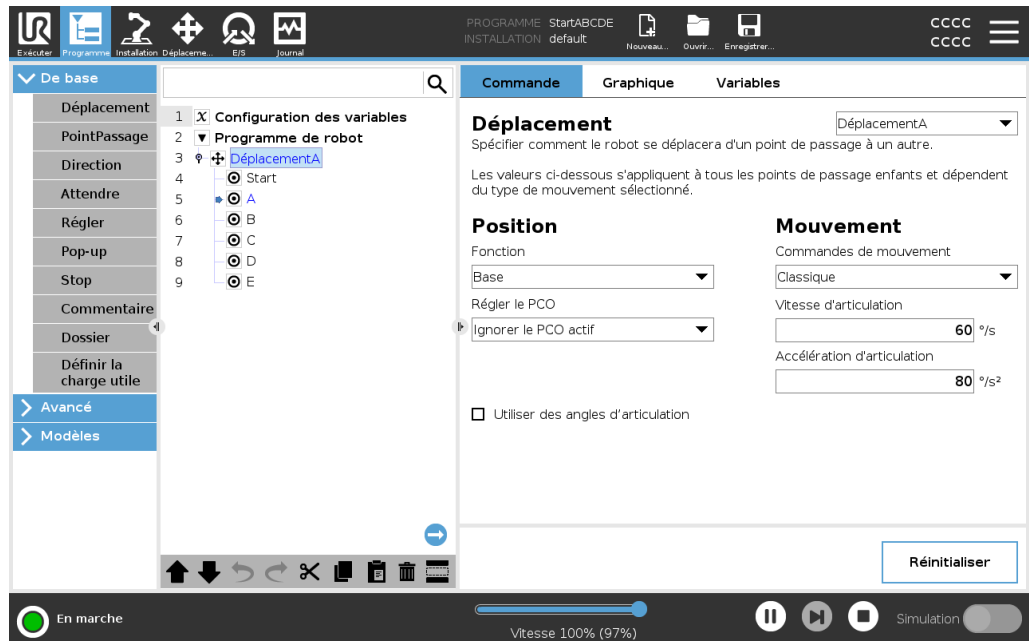 PROGRAMME StartABCDE
INSTALLATION default
CCCC
CCCC
Exécuter
Programme
Installation
Déplaceme...
E/S
Journal
Nouveau...
Ouvrir...
Enregistrer...
De base
Déplacement
PointPassage
Direction
Attendre
Régler
Pop-up
Stop
Commentaire
Dossier
Définir la
charge utile
Avancé
Modèles
1 X Configuration des variables
2 Programme de robot
3 DéplacementA
4 Start
5 A
6 B
7 C
8 D
9 E
Commande Graphique Variables
Déplacement
DéplacementA
Spécifier comment le robot se déplacera d'un point de passage à un autre.
Les valeurs ci-dessous s'appliquent à tous les points de passage enfants et dépendent
du type de mouvement sélectionné.
Position
Fonction
Base
Régler le PCO
Ignorer le PCO actif
Utiliser des angles d'articulation
Mouvement
Commandes de mouvement
Classique
Vitesse d'articulation
60 °/s
Accélération d'articulation
80 °/s²
Réinitialiser
En marche
Vitesse 100% (97%)
Simulation